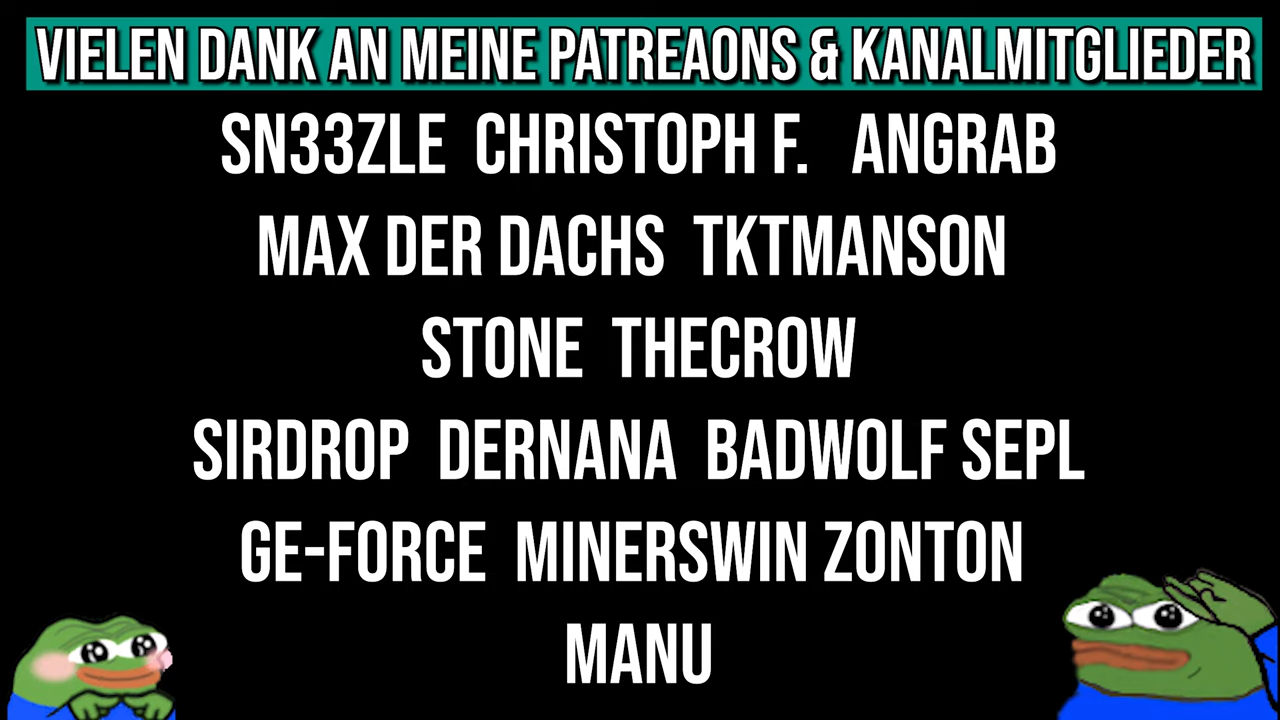 VIELEN DANK AN MEINE PATREAONS & KANALMITGLIEDER
SN33ZLE CHRISTOPH F. ANGRAB
MAX DER DACHS TKTMANSON
STONE THECROW
SIRDROP DERNANA BADWOLF SEPL
GE-FORCE MINERSWIN ZONTON
MANU